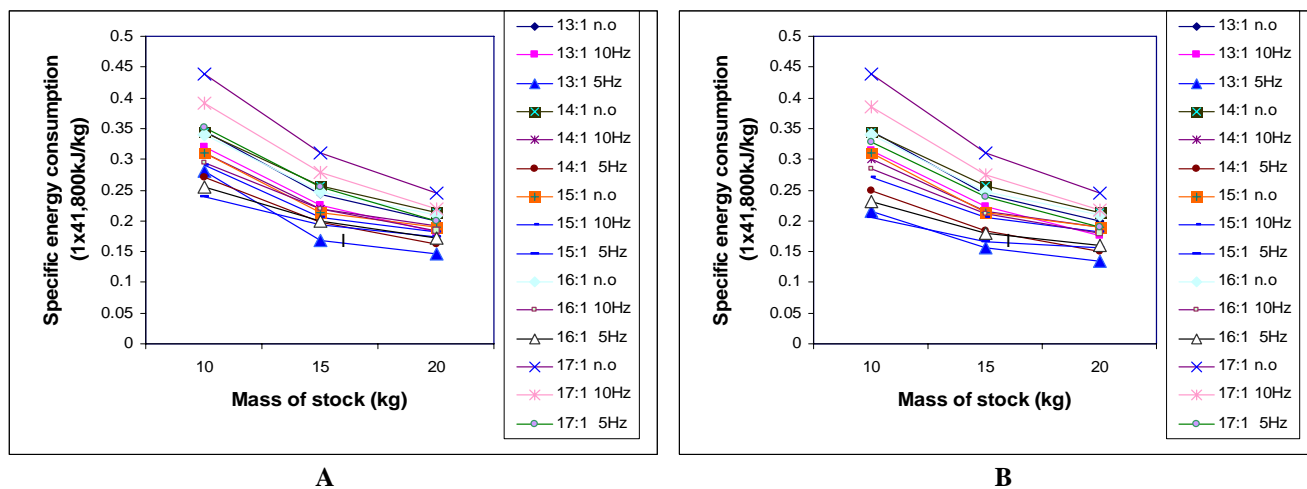 Specific energy consumption
(1x41,800kJ/kg)
0.5
0.45
0.4
0.35
0.3
0.25
0.2
0.15
0.1
0.05
0
10 15 20
Mass of stock (kg)
13:1 n.o
13:1 10Hz
13:1 5Hz
14:1 n.o
14:1 10Hz
14:1 5Hz
15:1 n.o
15:1 10Hz
15:1 5Hz
16:1 n.o
16:1 10Hz
16:1 5Hz
17:1 n.o
17:1 10Hz
17:1 5Hz
A
Specific energy consumption
(1x41,800kJ/kg)
0.5
0.45
0.4
0.35
0.3
0.25
0.2
0.15
0.1
0.05
0
10 15 20
Mass of stock (kg)
13:1 n.o
13:1 10Hz
13:1 5Hz
14:1 n.o
14:1 10Hz
14:1 5Hz
15:1 n.o
15:1 10Hz
15:1 5Hz
16:1 n.o
16:1 10Hz
16:1 5Hz
17:1 n.o
17:1 10Hz
17:1 5Hz
B